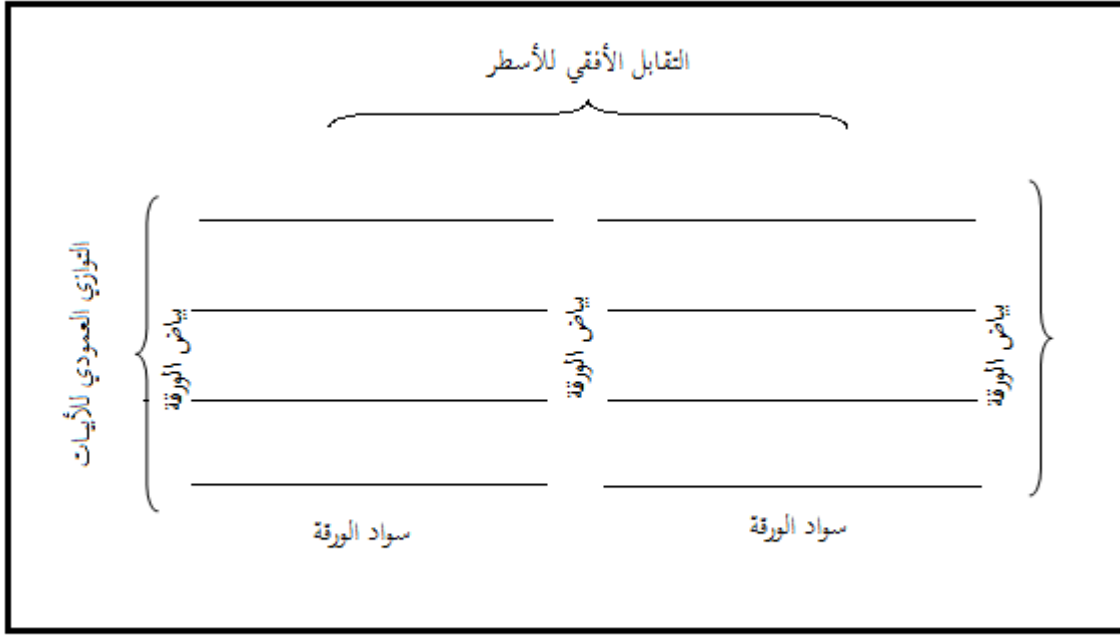 التقابل الأفقي للأسطر
بياض الورقة
بياض الورقة
بياض الورقة
التوازي العمودي للأبيات
سواد الورقة
سواد الورقة